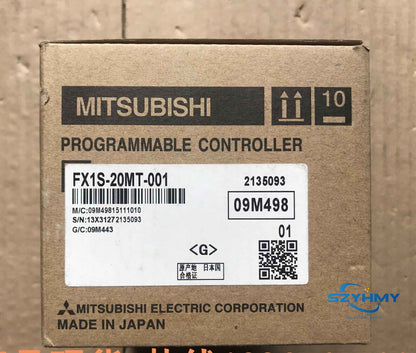 MITSUBISHI
10
PROGRAMMABLE CONTROLLER
FX1S-20MT-001
2135093
M/C:09M49815111010
09M498
S/N:13X31272135093
G/C:09M443
01
<G>
原产地 日本国
合格证
SZYHMY
MITSUBISHI ELECTRIC CORPORATION
MADE IN JAPAN